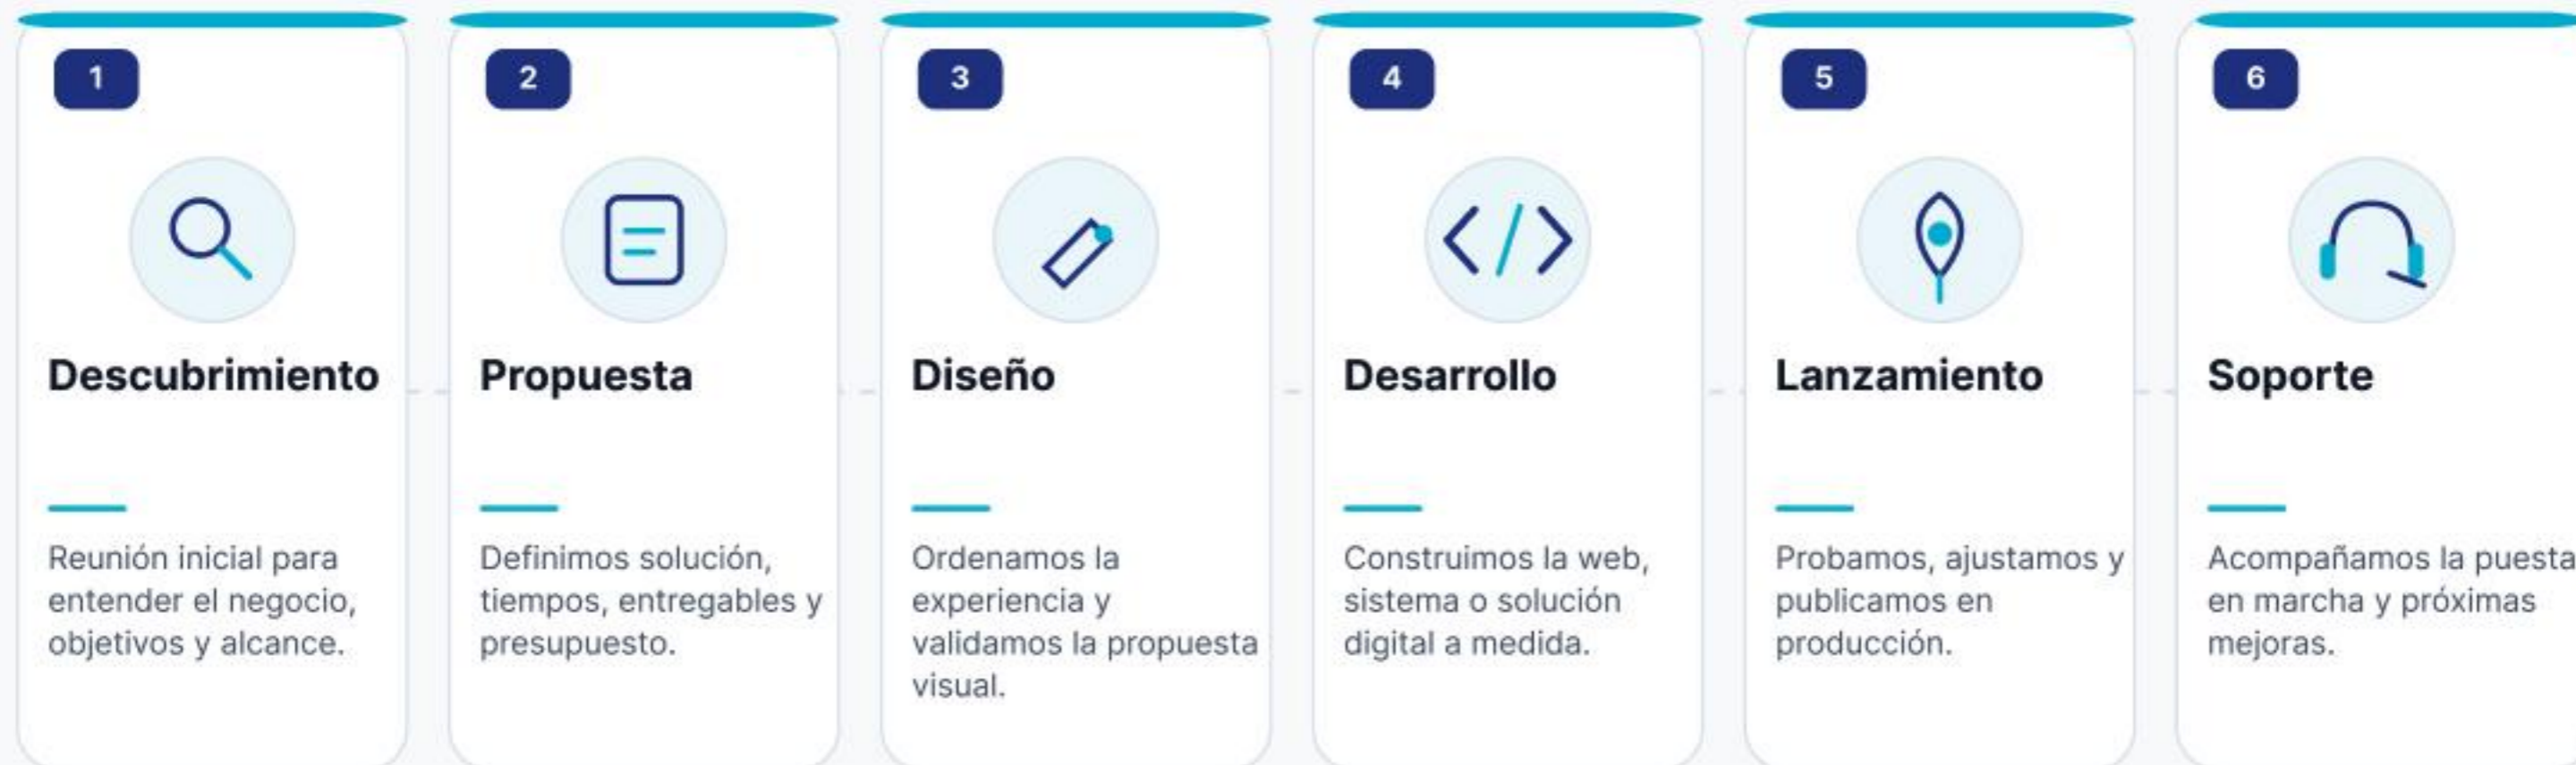 1
Descubrimiento
Reunión inicial para
entender el negocio,
objetivos y alcance.
2
Propuesta
Definimos solución,
tiempos, entregables y
presupuesto.
3
Diseño
Ordenamos la
experiencia y
validamos la propuesta
visual.
4
Desarrollo
Construimos la web,
sistema o solución
digital a medida.
5
Lanzamiento
Probamos, ajustamos y
publicamos en
producción.
6
Soporte
Acompañamos la puesta
en marcha y próximas
mejoras.